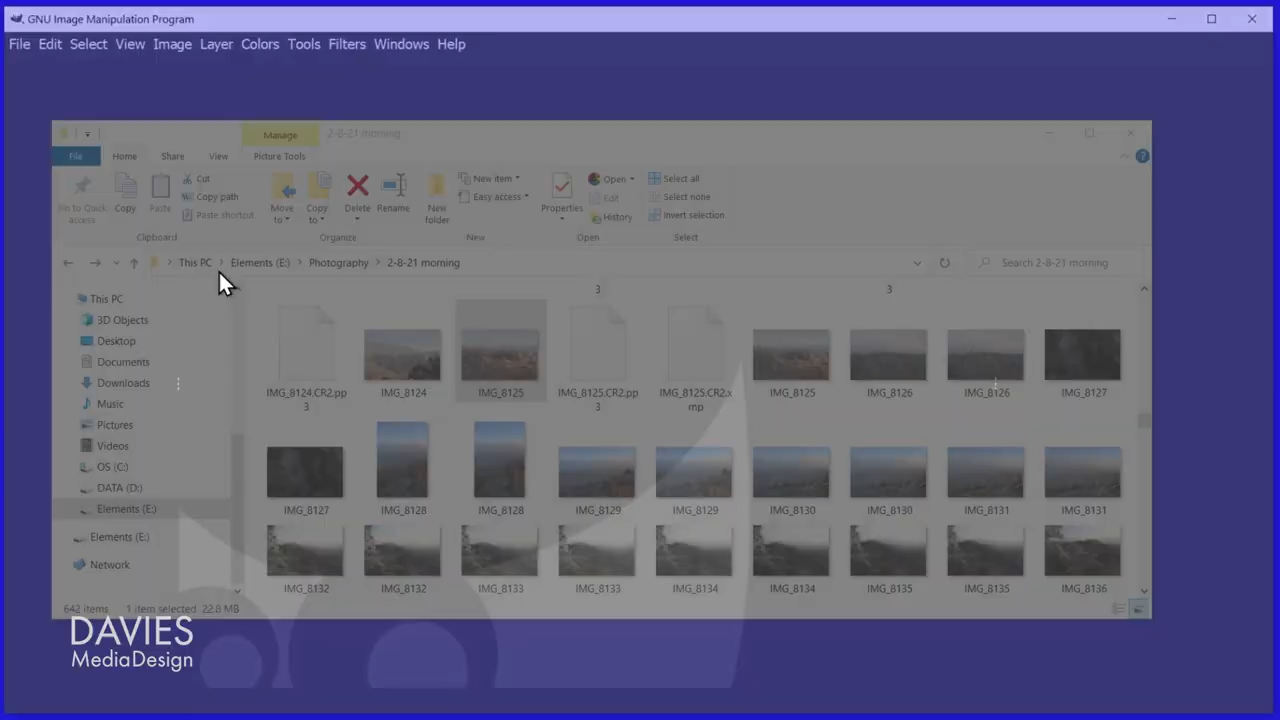 GNU Image Manipulation Program
File Edit Select View Image Layer Colors Tools Filters Windows Help
Manage 2-8-21 morning
File Home Share View Picture Tools
Pin to Quick access
Copy
Paste
Cut
Copy path
Paste shortcut
Move to
Copy to
Delete
Rename
New folder
New item
Easy access
Properties
Open
Edit
History
Select all
Select none
Invert selection
Clipboard Organize New Open Select
This PC > Elements (E:) > Photography > 2-8-21 morning
Search 2-8-21 morning
This PC
3D Objects
Desktop
Documents
Downloads
Music
Pictures
Videos
OS (C:)
DATA (D:)
Elements (E:)
Elements (E:)
Network
3 3
IMG_8124.CR2.pp3 IMG_8124 IMG_8125 IMG_8125.CR2.pp3 IMG_8125.CR2.xmp IMG_8125 IMG_8126 IMG_8126 IMG_8127
IMG_8127 IMG_8128 IMG_8128 IMG_8129 IMG_8129 IMG_8130 IMG_8130 IMG_8131 IMG_8131
IMG_8132 IMG_8132 IMG_8133 IMG_8133 IMG_8134 IMG_8134 IMG_8135 IMG_8135 IMG_8136
642 items 1 item selected 22.8 MB
DAVIES
MediaDesign